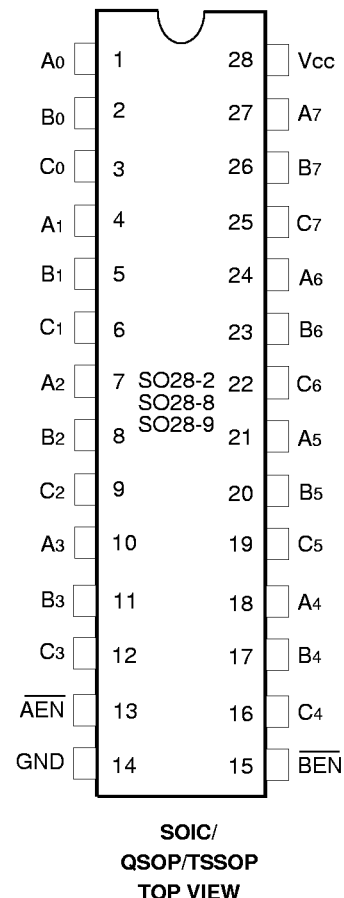 A0 1 28 VCC
B0 2 27 A7
C0 3 26 B7
A1 4 25 C7
B1 5 24 A6
C1 6 23 B6
A2 7 SO28-2 22 C6
SO28-8
B2 8 SO28-9 21 A5
C2 9 20 B5
A3 10 19 C5
B3 11 18 A4
C3 12 17 B4
A̅E̅N̅ 13 16 C4
GND 14 15 B̅E̅N̅
SOIC/
QSOP/TSSOP
TOP VIEW